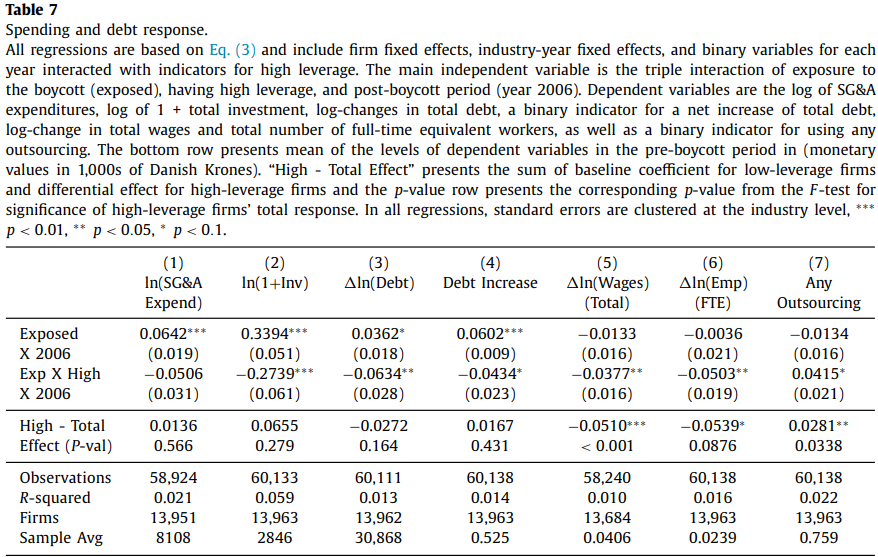 Table 7
Spending and debt response.
All regressions are based on Eq. (3) and include firm fixed effects, industry-year fixed effects, and binary variables for each
year interacted with indicators for high leverage. The main independent variable is the triple interaction of exposure to
the boycott (exposed), having high leverage, and post-boycott period (year 2006). Dependent variables are the log of SG&A
expenditures, log of 1 + total investment, log-changes in total debt, a binary indicator for a net increase of total debt,
log-change in total wages and total number of full-time equivalent workers, as well as a binary indicator for using any
outsourcing. The bottom row presents mean of the levels of dependent variables in the pre-boycott period in (monetary
values in 1,000s of Danish Krones). “High - Total Effect” presents the sum of baseline coefficient for low-leverage firms
and differential effect for high-leverage firms and the p-value row presents the corresponding p-value from the F-test for
significance of high-leverage firms’ total response. In all regressions, standard errors are clustered at the industry level, ***
p < 0.01, ** p < 0.05, * p < 0.1.
(1) (2) (3) (4) (5) (6) (7)
ln(SG&A ln(1+Inv) Δln(Debt) Debt Increase Δln(Wages) Δln(Emp) Any
Expend) (Total) (FTE) Outsourcing
Exposed 0.0642*** 0.3394*** 0.0362* 0.0602*** −0.0133 −0.0036 −0.0134
X 2006 (0.019) (0.051) (0.018) (0.009) (0.016) (0.021) (0.016)
Exp X High −0.0506 −0.2739*** −0.0634** −0.0434* −0.0377** −0.0503** 0.0415*
X 2006 (0.031) (0.061) (0.028) (0.023) (0.016) (0.019) (0.021)
High - Total 0.0136 0.0655 −0.0272 0.0167 −0.0510*** −0.0539* 0.0281**
Effect (P-val) 0.566 0.279 0.164 0.431 < 0.001 0.0876 0.0338
Observations 58,924 60,133 60,111 60,138 58,240 60,138 60,138
R-squared 0.021 0.059 0.013 0.014 0.010 0.016 0.022
Firms 13,951 13,963 13,962 13,963 13,684 13,963 13,963
Sample Avg 8108 2846 30,868 0.525 0.0406 0.0239 0.759